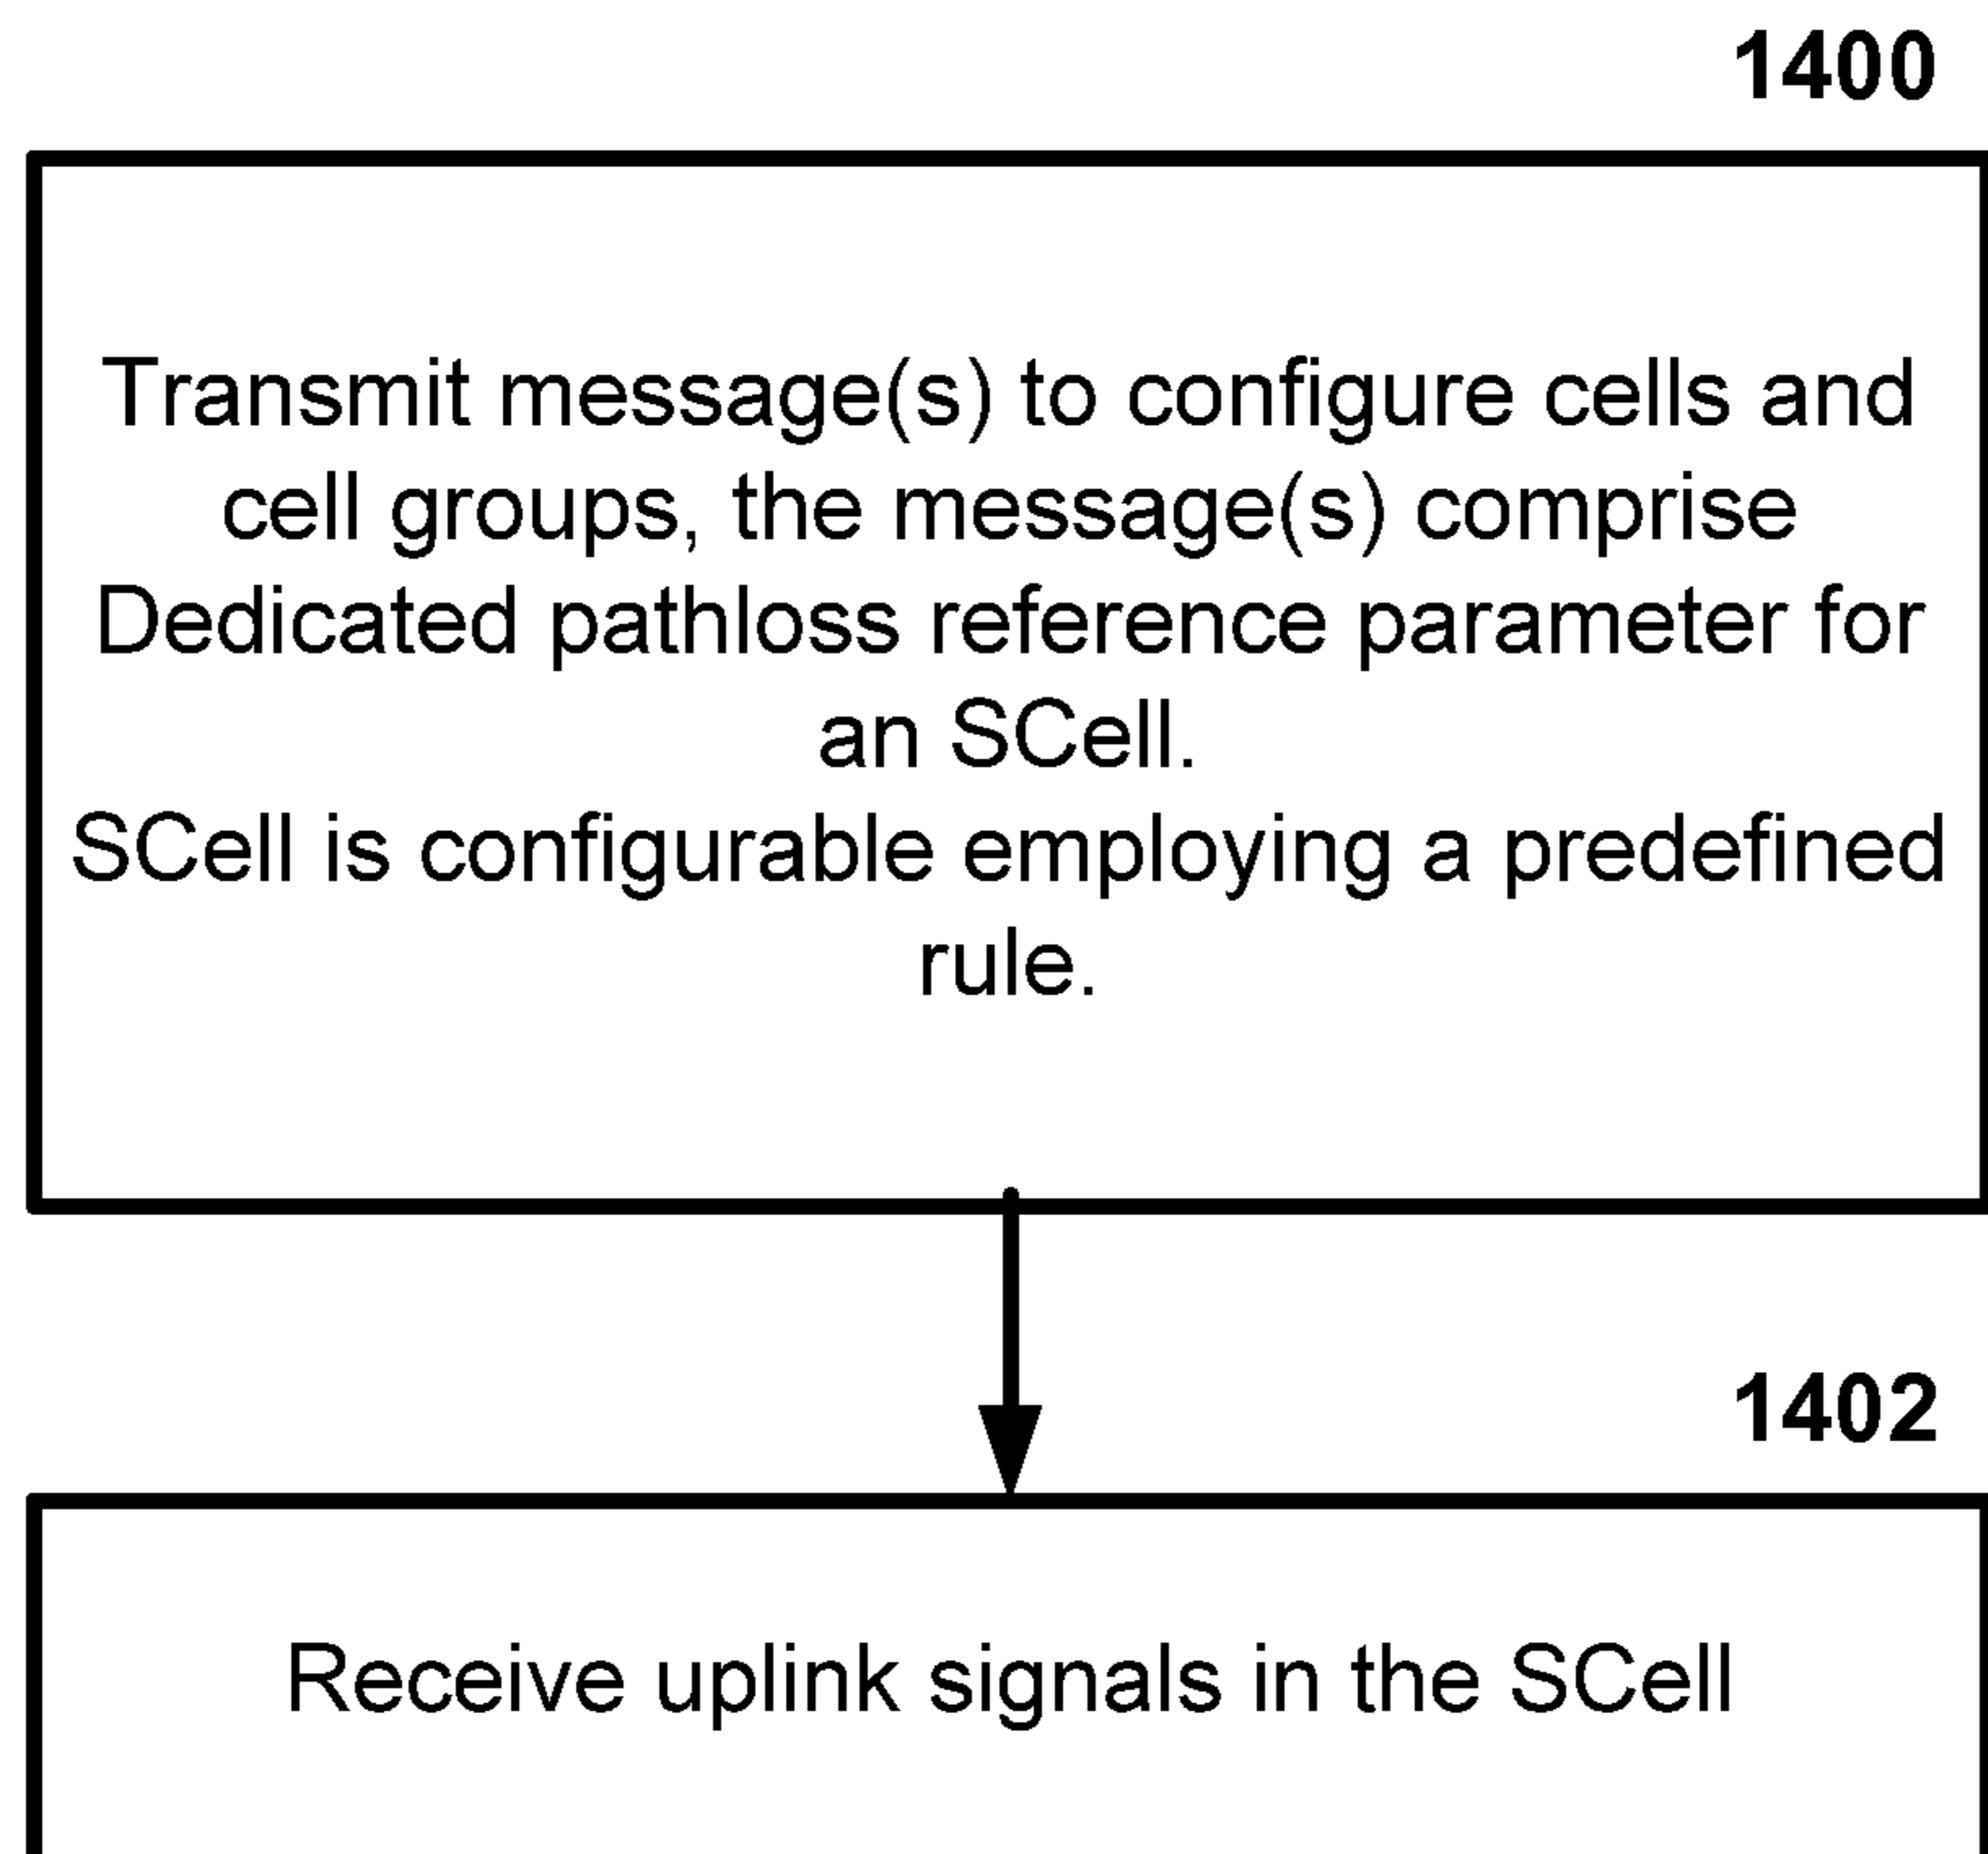 1400
Transmit message(s) to configure cells and
cell groups, the message(s) comprise
Dedicated pathloss reference parameter for
an SCell.
SCell is configurable employing a predefined
rule.
1402
Receive uplink signals in the SCell